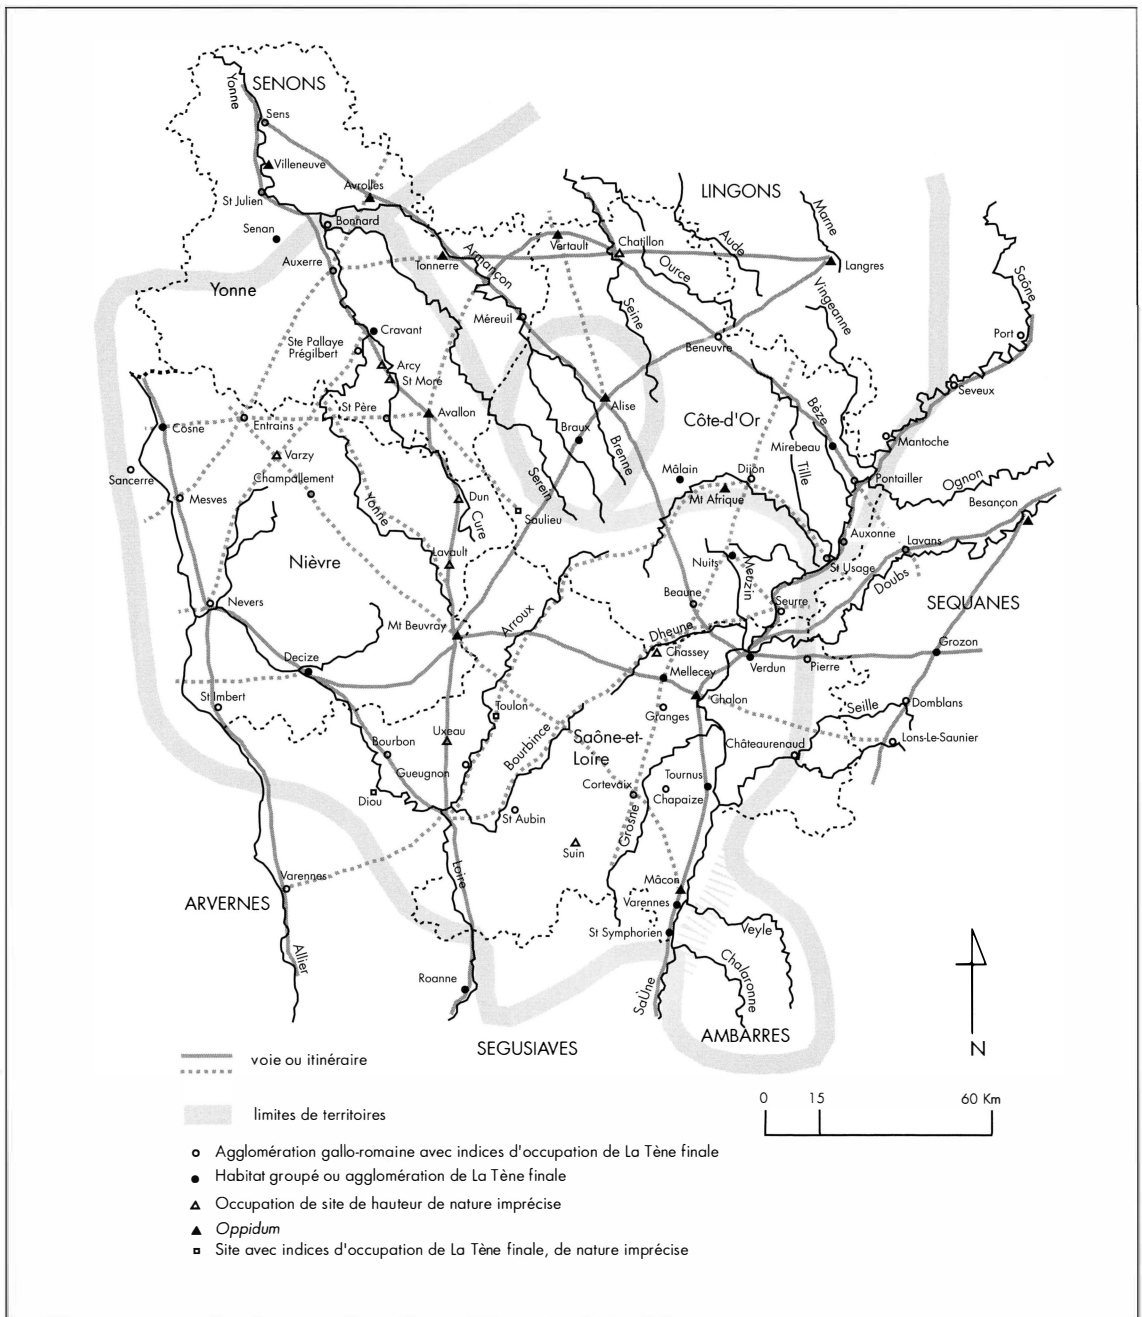 SENONS
Yonne
Sens
Villeneuve
Avrolles
St Julien
Bonnard
Senan
Auxerre
Tonnerre
Armançon
Vertault
Chatillon
LINGONS
Aude
Marne
Ource
Langres
Vingeanne
Saône
Port
Yonne
Seine
Méreuil
Cravant
Ste Pallaye
Prégilbert
Arcy
St Moré
Beneuvre
Seveux
St Père
Avallon
Alise
Côte-d'Or
Bèze
Cosne
Entrains
Braux
Brenne
Mirebeau
Mantoche
Varzy
Sancerre
Champallement
Mâlain
Dijon
Tille
Pontailler
Ognon
Mesves
Yonne
Dun
Cure
Serein
Saulieu
Mt Afrique
Besançon
Auxonne
Lavans
Nièvre
Lavault
Nuits
Meuzin
St Usage
Doubs
Nevers
Beaune
Seurre
SEQUANES
Mt Beuvray
Arroux
Dheune
Chassey
Grozon
Decize
Mellecey
Verdun
Pierre
St Imbert
Toulon
Chalon
Granges
Seille
Domblans
Bourbon
Uxeau
Bourbince
Saône-et-
Loire
Châteaurenaud
Lons-Le-Saunier
Gueugnon
Cortevaix
Tournus
Chapaize
Diou
St Aubin
Grosne
Suin
Loire
Varennes
Mâcon
ARVERNES
Varennes
St Symphorien
Veyle
Allier
Chalaronne
Roanne
SaÙne
AMBARRES
SEGUSIAVES
N
voie ou itinéraire
limites de territoires
0 15 60 Km
Agglomération gallo-romaine avec indices d'occupation de La Tène finale
Habitat groupé ou agglomération de La Tène finale
Occupation de site de hauteur de nature imprécise
Oppidum
Site avec indices d'occupation de La Tène finale, de nature imprécise